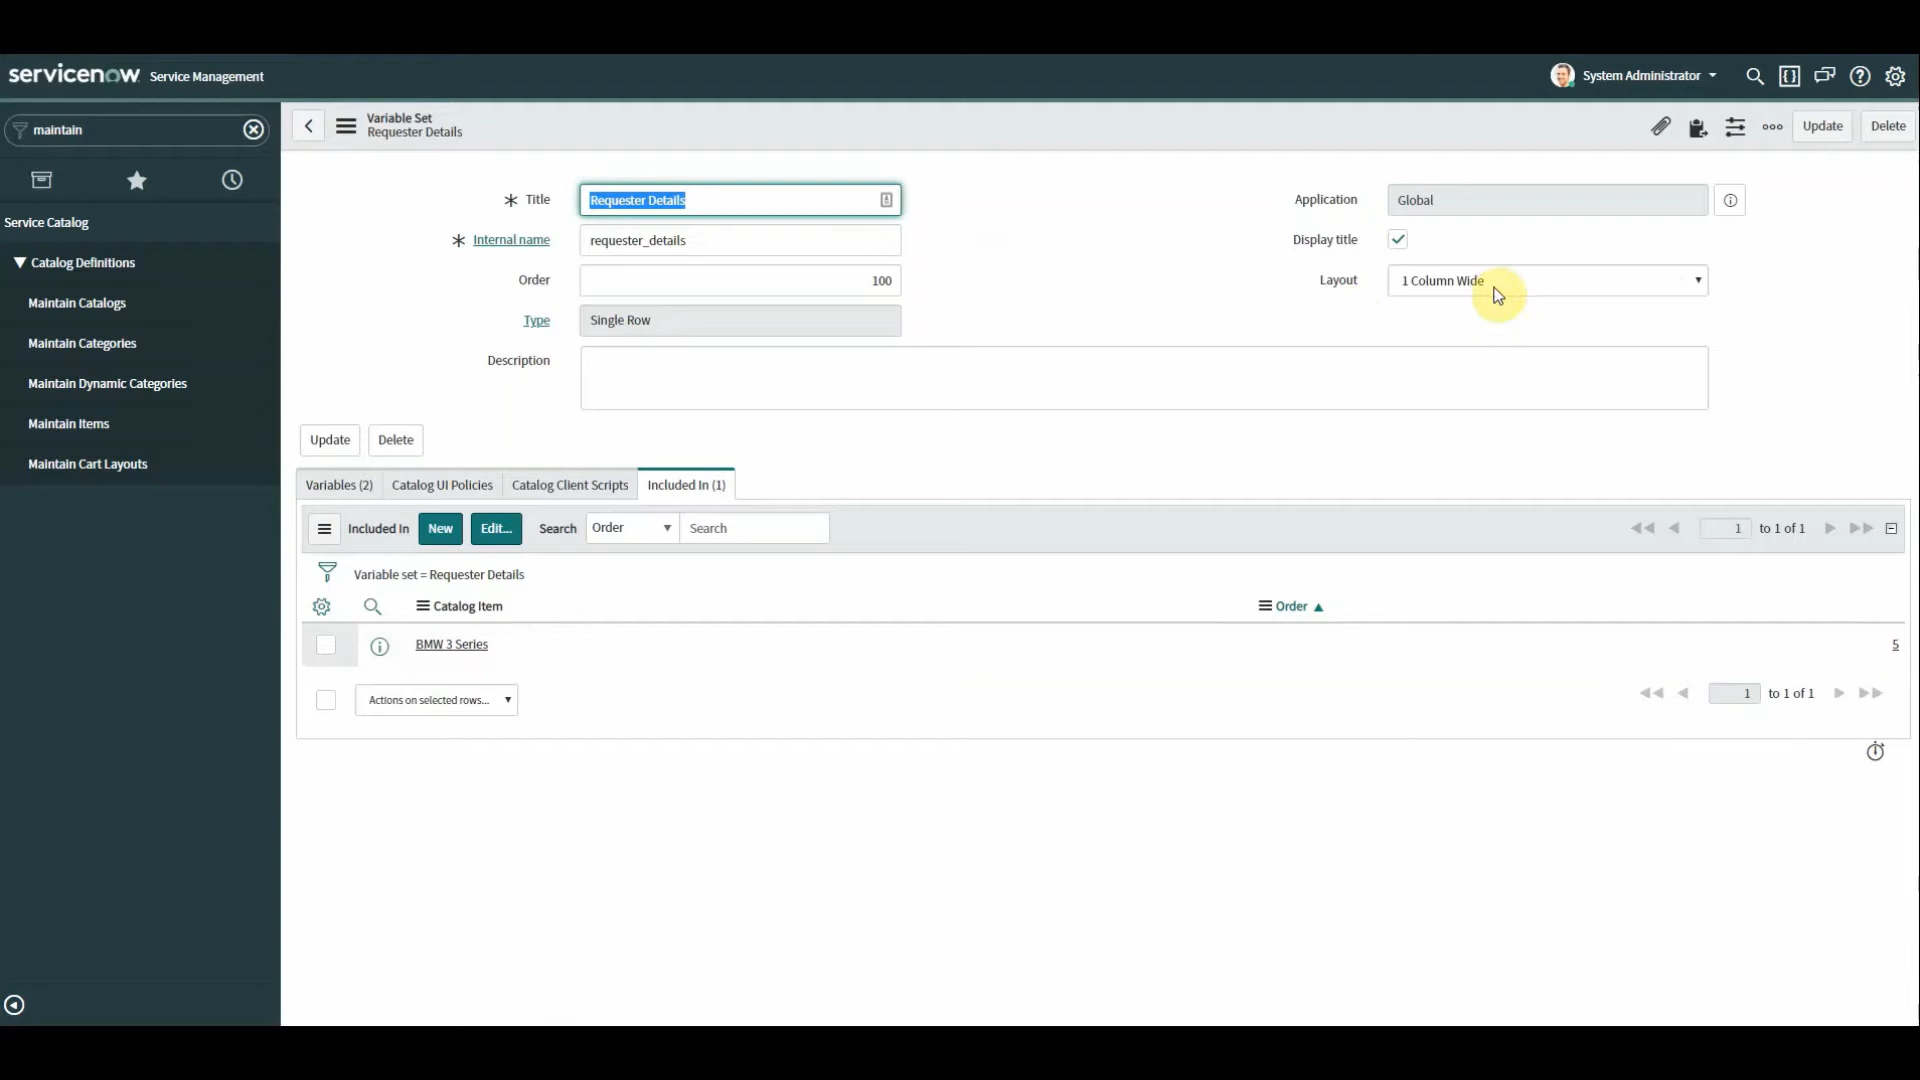 servicenow Service Management
System Administrator
maintain
Service Catalog
Catalog Definitions
Maintain Catalogs
Maintain Categories
Maintain Dynamic Categories
Maintain Items
Maintain Cart Layouts
Variable Set
Requester Details
Update
Delete
* Title
Requester Details
Application
Global
* Internal name
requester_details
Display title
Order
100
Layout
1 Column Wide
Type
Single Row
Description
Update
Delete
Variables (2)
Catalog UI Policies
Catalog Client Scripts
Included In (1)
Included In
New
Edit...
Search
Order
Search
1 to 1 of 1
Variable set = Requester Details
Catalog Item
Order
BMW 3 Series
5
Actions on selected rows...
1 to 1 of 1